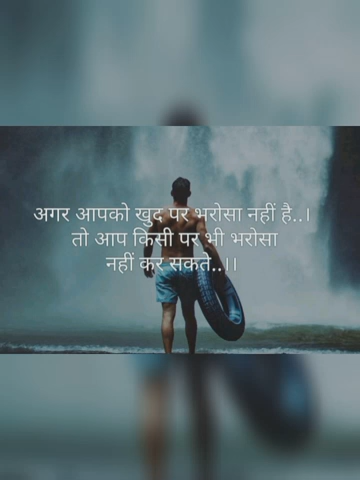 अगर आपको खुद पर भरोसा नहीं है..।
तो आप किसी पर भी भरोसा
नहीं कर सकते..।।